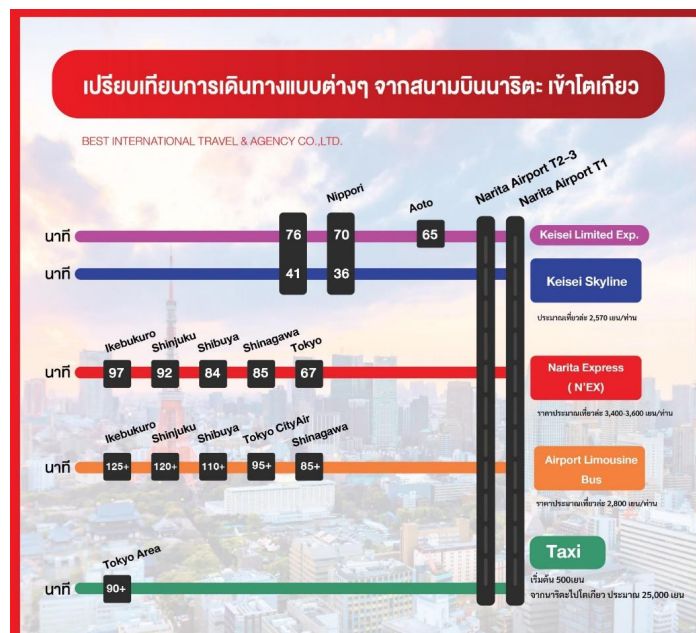 เปรียบเทียบการเดินทางแบบต่างๆ จากสนามบินนาริตะ เข้าโตเกียว
BEST INTERNATIONAL TRAVEL & AGENCY CO.,LTD.
Nippori
Aoto
Narita Airport T2-3
Narita Airport T1
นาที
76
70
65
Keisei Limited Exp.
นาที
41
36
Keisei Skyline
ประมาณเที่ยวล่ะ 2,570 เยน/ท่าน
Ikebukuro
Shinjuku
Shibuya
Shinagawa
Tokyo
นาที
97
92
84
85
67
Narita Express
( N'EX)
ราคาประมาณเที่ยวล่ะ 3,400-3,600 เยน/ท่าน
Ikebukuro
Shinjuku
Shibuya
Tokyo CityAir
Shinagawa
นาที
125+
120+
110+
95+
85+
Airport Limousine
Bus
ราคาประมาณเที่ยวล่ะ 2,800 เยน/ท่าน
Tokyo Area
นาที
90+
Taxi
เริ่มต้น 500เยน
จากนาริตะไปโตเกียว ประมาณ 25,000 เยน